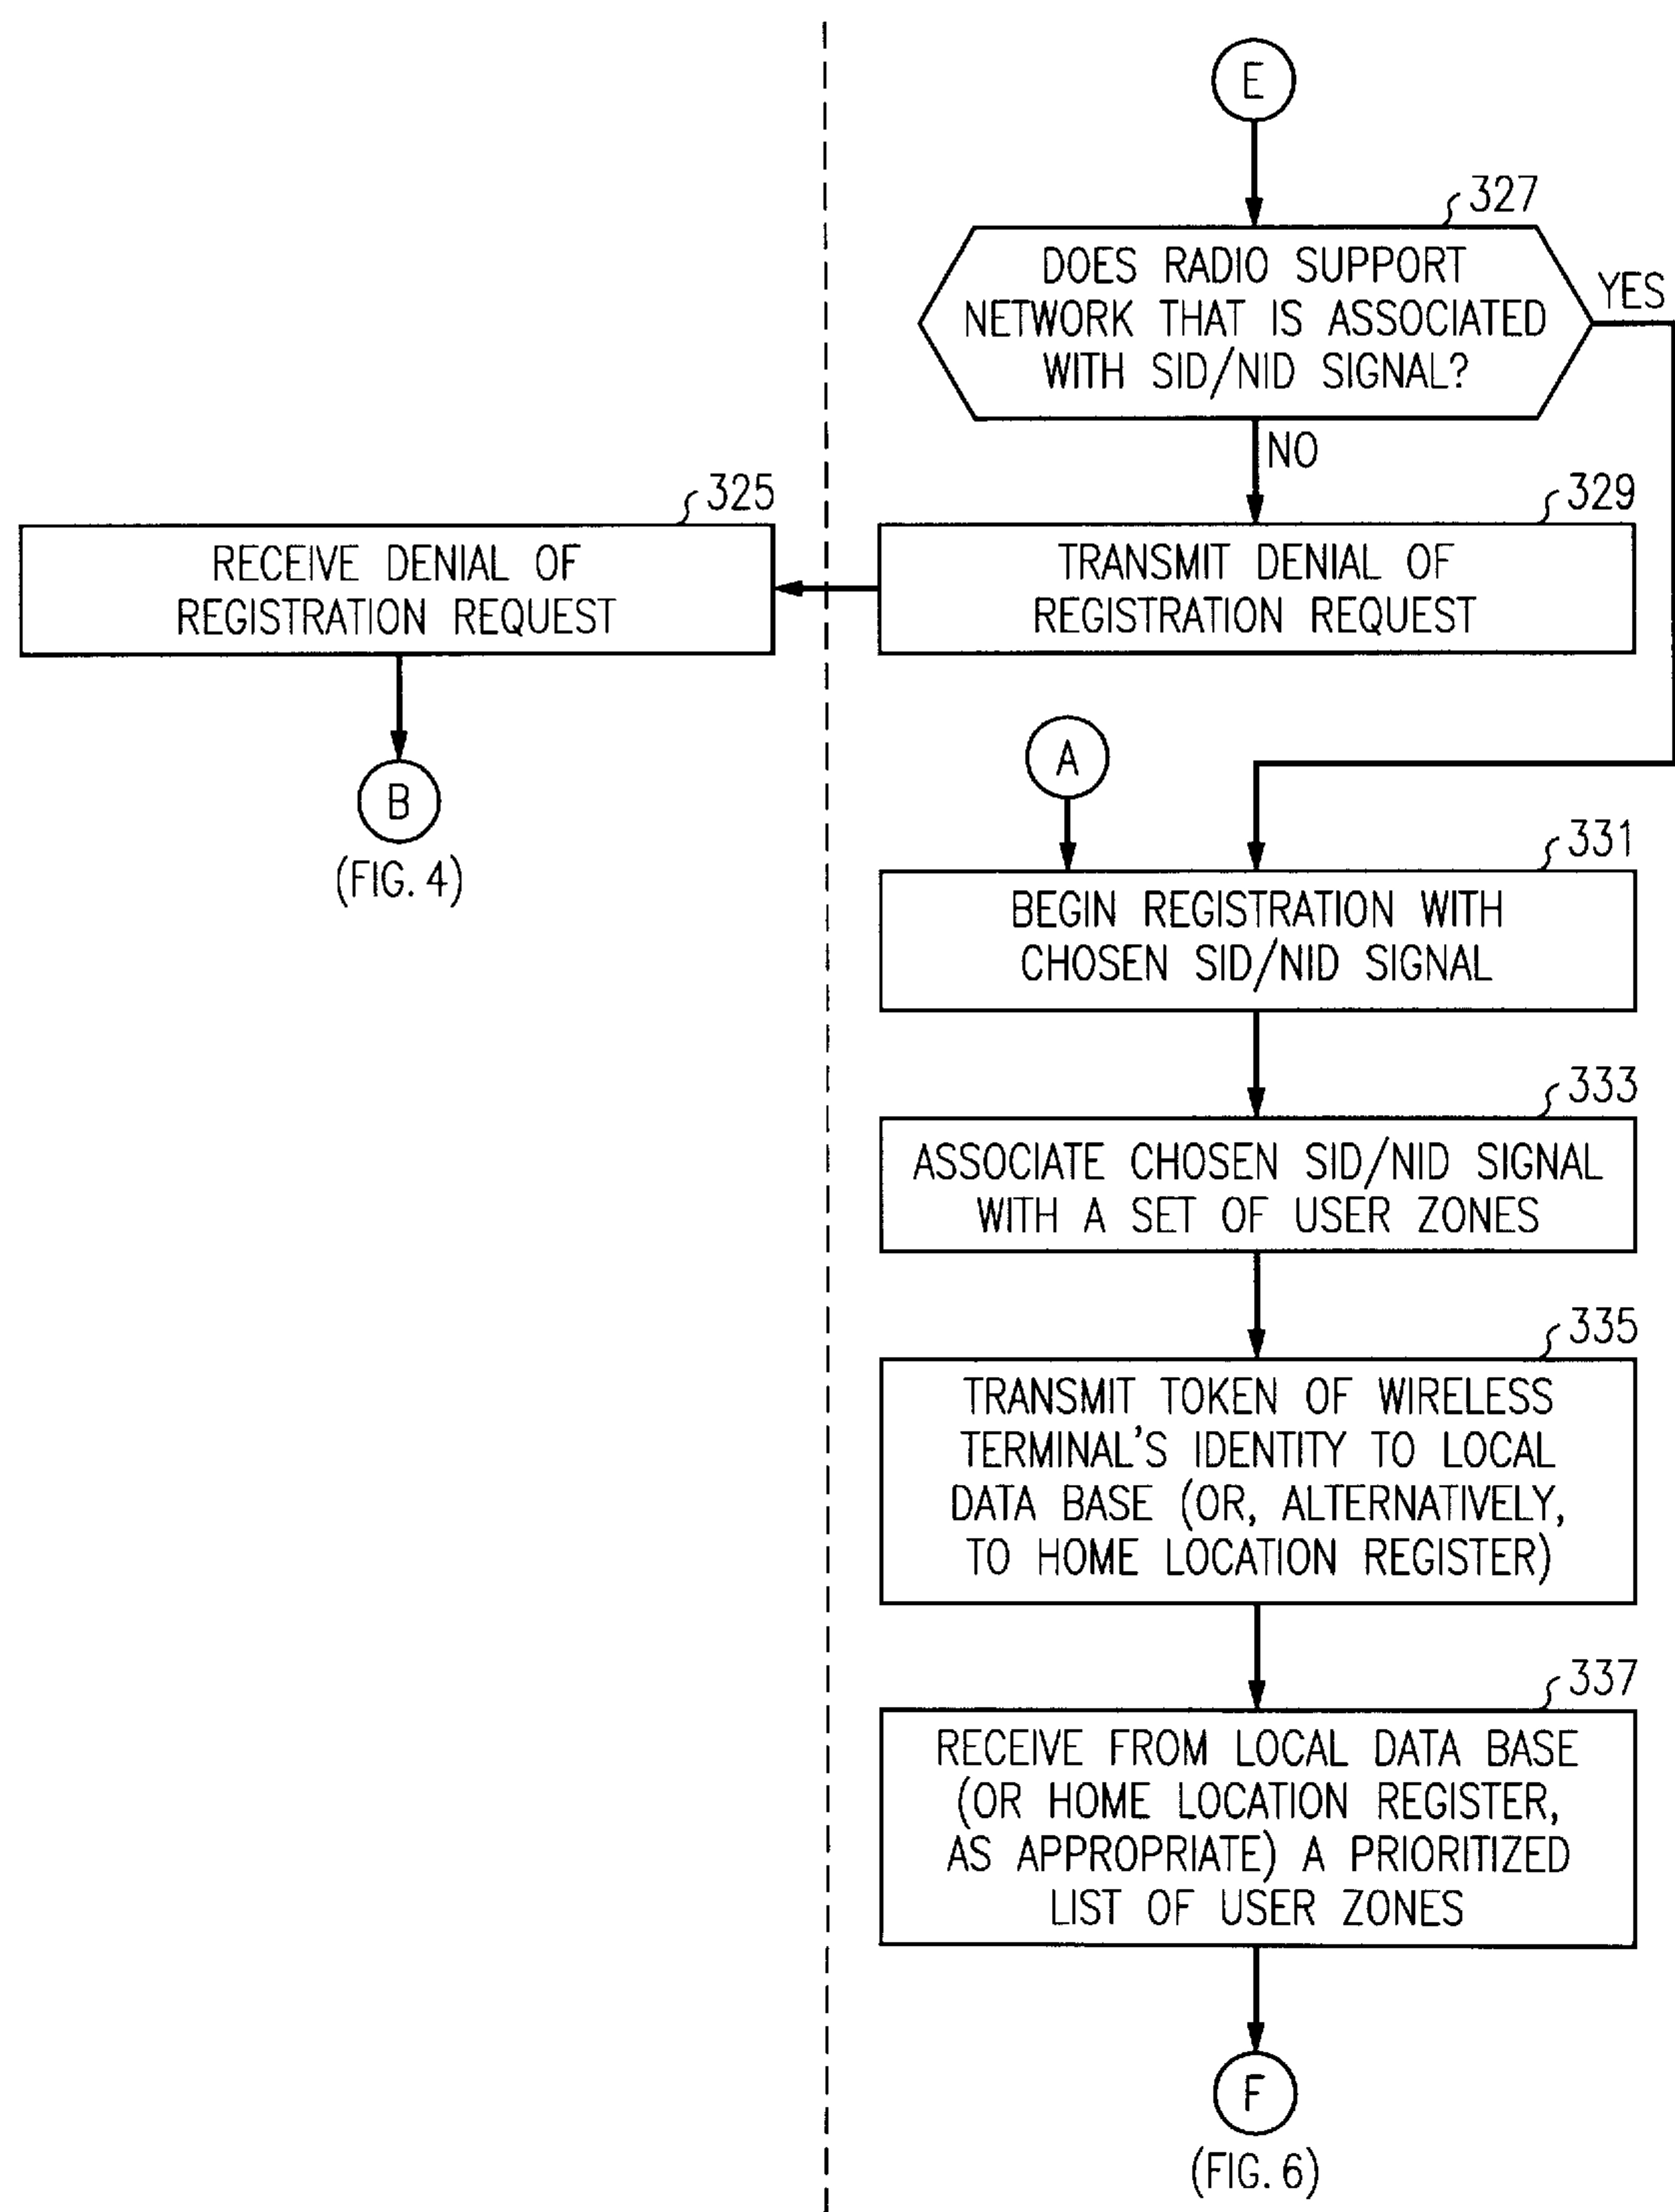 E
327
DOES RADIO SUPPORT
NETWORK THAT IS ASSOCIATED
WITH SID/NID SIGNAL?
YES
NO
325
RECEIVE DENIAL OF
REGISTRATION REQUEST
329
TRANSMIT DENIAL OF
REGISTRATION REQUEST
B
(FIG. 4)
A
331
BEGIN REGISTRATION WITH
CHOSEN SID/NID SIGNAL
333
ASSOCIATE CHOSEN SID/NID SIGNAL
WITH A SET OF USER ZONES
335
TRANSMIT TOKEN OF WIRELESS
TERMINAL'S IDENTITY TO LOCAL
DATA BASE (OR, ALTERNATIVELY,
TO HOME LOCATION REGISTER)
337
RECEIVE FROM LOCAL DATA BASE
(OR HOME LOCATION REGISTER,
AS APPROPRIATE) A PRIORITIZED
LIST OF USER ZONES
F
(FIG. 6)